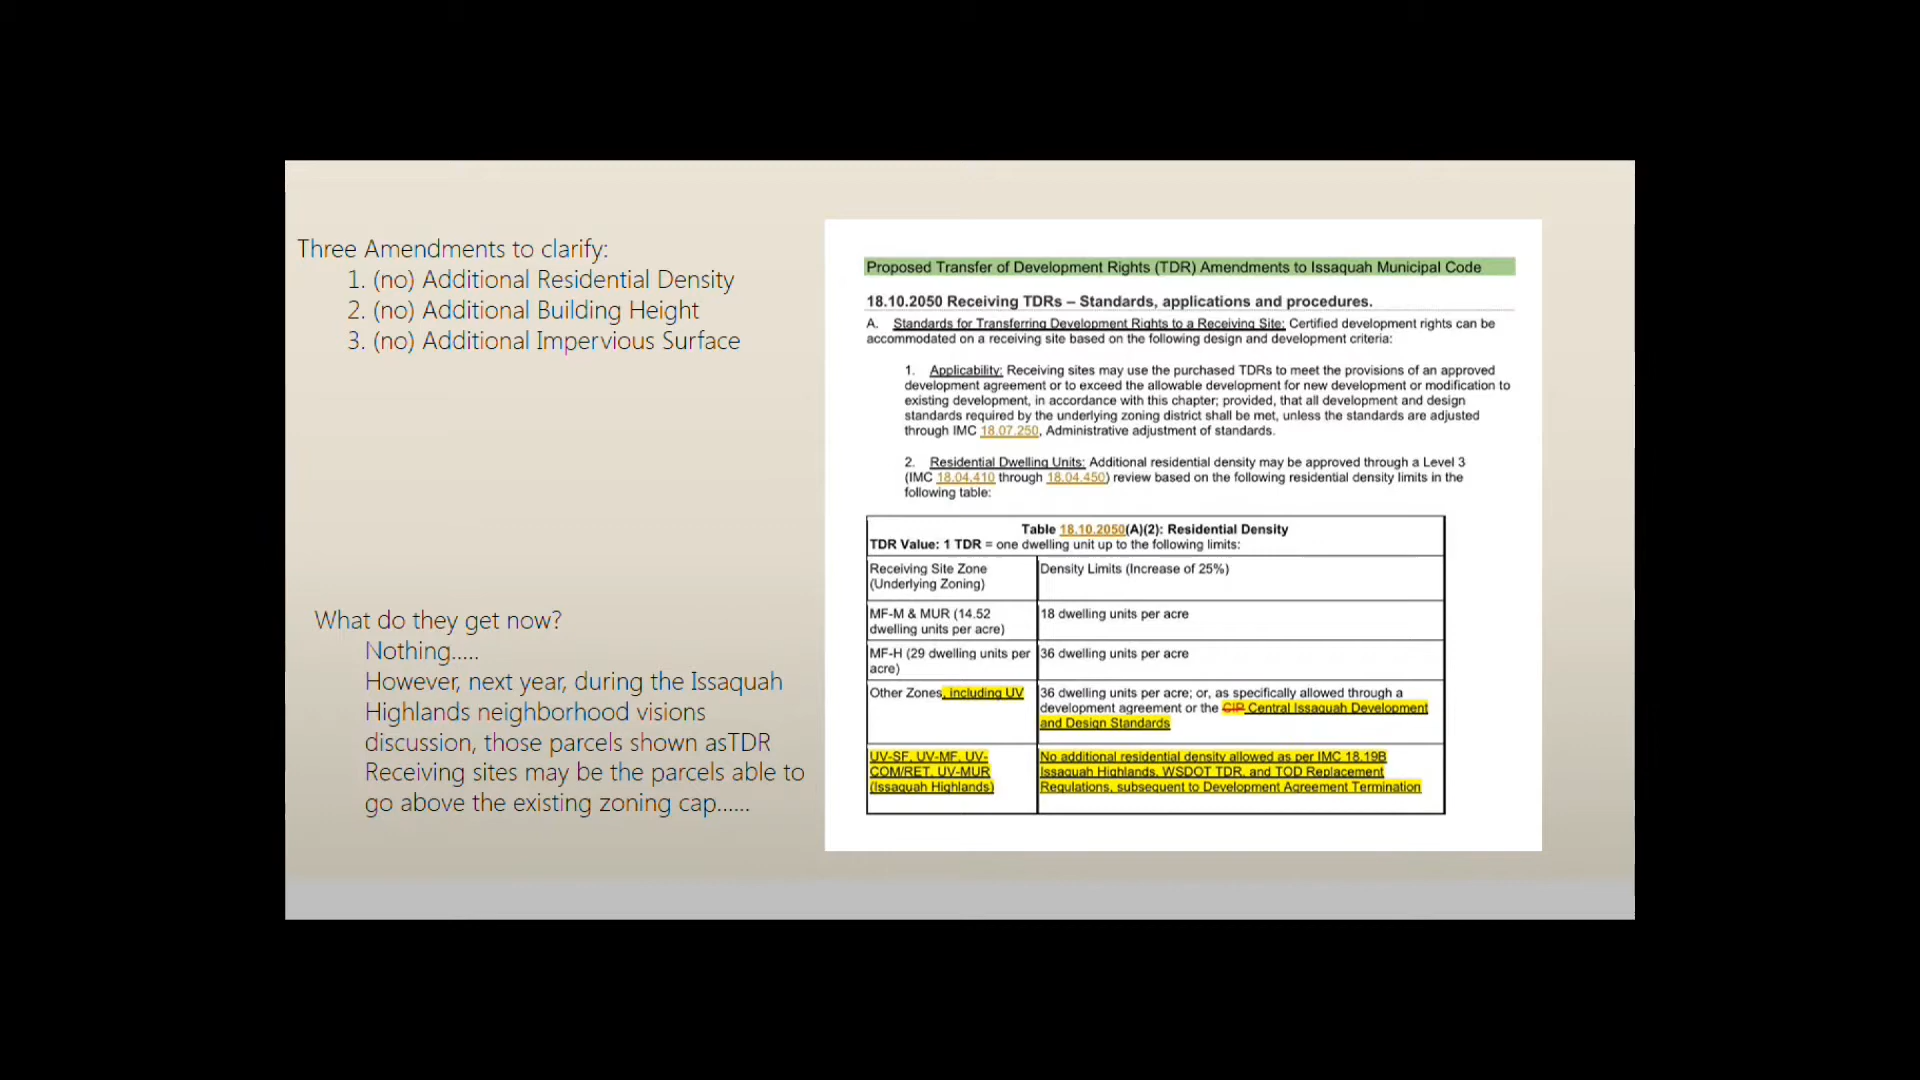 Three Amendments to clarify:
1. (no) Additional Residential Density
2. (no) Additional Building Height
3. (no) Additional Impervious Surface
What do they get now?
Nothing.....
However, next year, during the Issaquah
Highlands neighborhood visions
discussion, those parcels shown asTDR
Receiving sites may be the parcels able to
go above the existing zoning cap......
Proposed Transfer of Development Rights (TDR) Amendments to Issaquah Municipal Code
18.10.2050 Receiving TDRs – Standards, applications and procedures.
A. Standards for Transferring Development Rights to a Receiving Site: Certified development rights can be
accommodated on a receiving site based on the following design and development criteria:
1. Applicability: Receiving sites may use the purchased TDRs to meet the provisions of an approved
development agreement or to exceed the allowable development for new development or modification to
existing development, in accordance with this chapter; provided, that all development and design
standards required by the underlying zoning district shall be met, unless the standards are adjusted
through IMC 18.07.250, Administrative adjustment of standards.
2. Residential Dwelling Units: Additional residential density may be approved through a Level 3
(IMC 18.04.410 through 18.04.450) review based on the following residential density limits in the
following table:
Table 18.10.2050(A)(2): Residential Density
TDR Value: 1 TDR = one dwelling unit up to the following limits:
Receiving Site Zone
(Underlying Zoning)
Density Limits (Increase of 25%)
MF-M & MUR (14.52
dwelling units per acre)
18 dwelling units per acre
MF-H (29 dwelling units per
acre)
36 dwelling units per acre
Other Zones, including UV
36 dwelling units per acre; or, as specifically allowed through a
development agreement or the CIP Central Issaquah Development
and Design Standards
UV-SF, UV-MF, UV-
COM/RET, UV-MUR
(Issaquah Highlands)
No additional residential density allowed as per IMC 18.19B
Issaquah Highlands, WSDOT TDR, and TOD Replacement
Regulations, subsequent to Development Agreement Termination